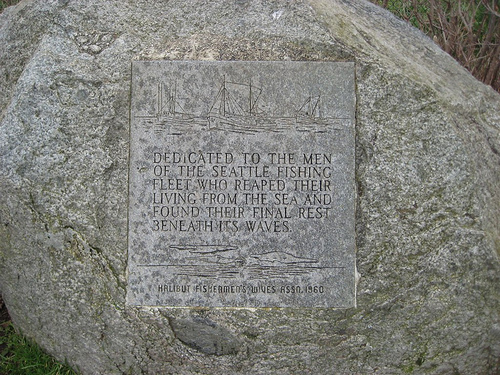 DEDICATED TO THE MEN
OF THE SEATTLE FISHING
FLEET WHO REAPED THEIR
LIVING FROM THE SEA AND
FOUND THEIR FINAL REST
BENEATH ITS WAVES.
HALIBUT FISHERMEN'S WIVES ASSN. 1960